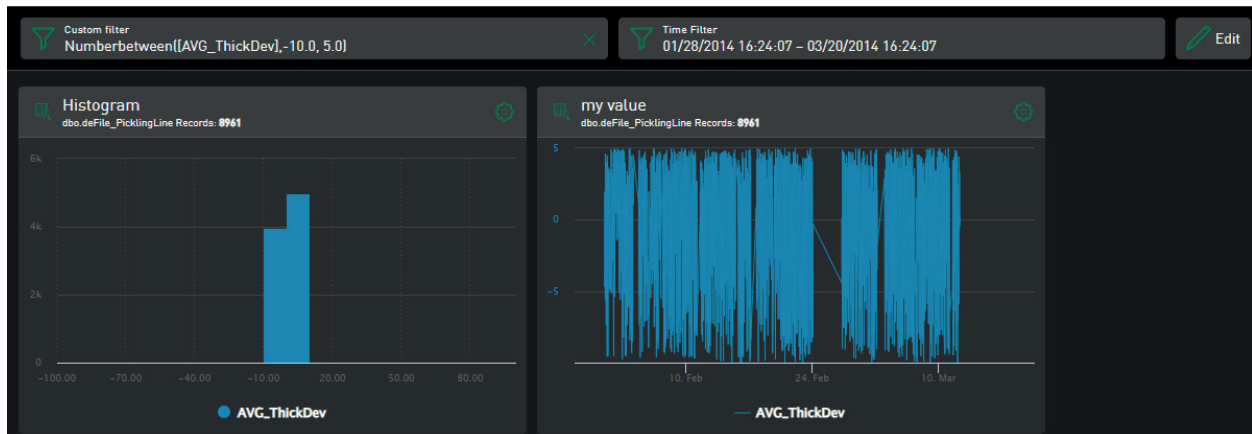 Custom filter
Numberbetween([AVG_ThickDev],-10.0, 5.0)
Time Filter
01/28/2014 16:24:07 – 03/20/2014 16:24:07
Edit
Histogram
dbo.deFile_PicklingLine Records: 8961
6k
4k
2k
0
-100.00 -70.00 -40.00 -10.00 20.00 50.00 80.00
AVG_ThickDev
my value
dbo.deFile_PicklingLine Records: 8961
5
0
-5
10. Feb 24. Feb 10. Mar
AVG_ThickDev